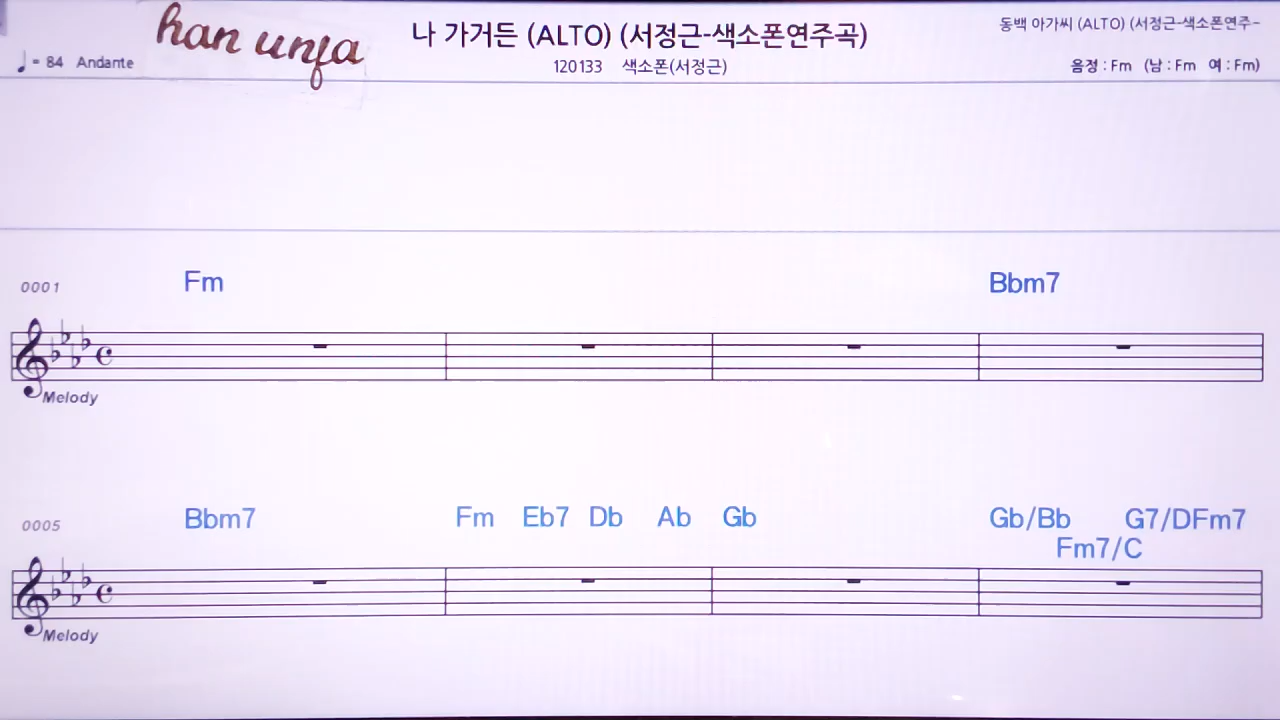 han unja
나 가거든 (ALTO) (서정근-색소폰연주곡)
동백 아가씨 (ALTO) (서정근-색소폰연주-
♩= 84 Andante
120133 색소폰(서정근)
음정 : Fm (남 : Fm 여 : Fm)
0001 Fm Bbm7
Melody
0005 Bbm7 Fm Eb7 Db Ab Gb Gb/Bb G7/DFm7
Fm7/C
Melody